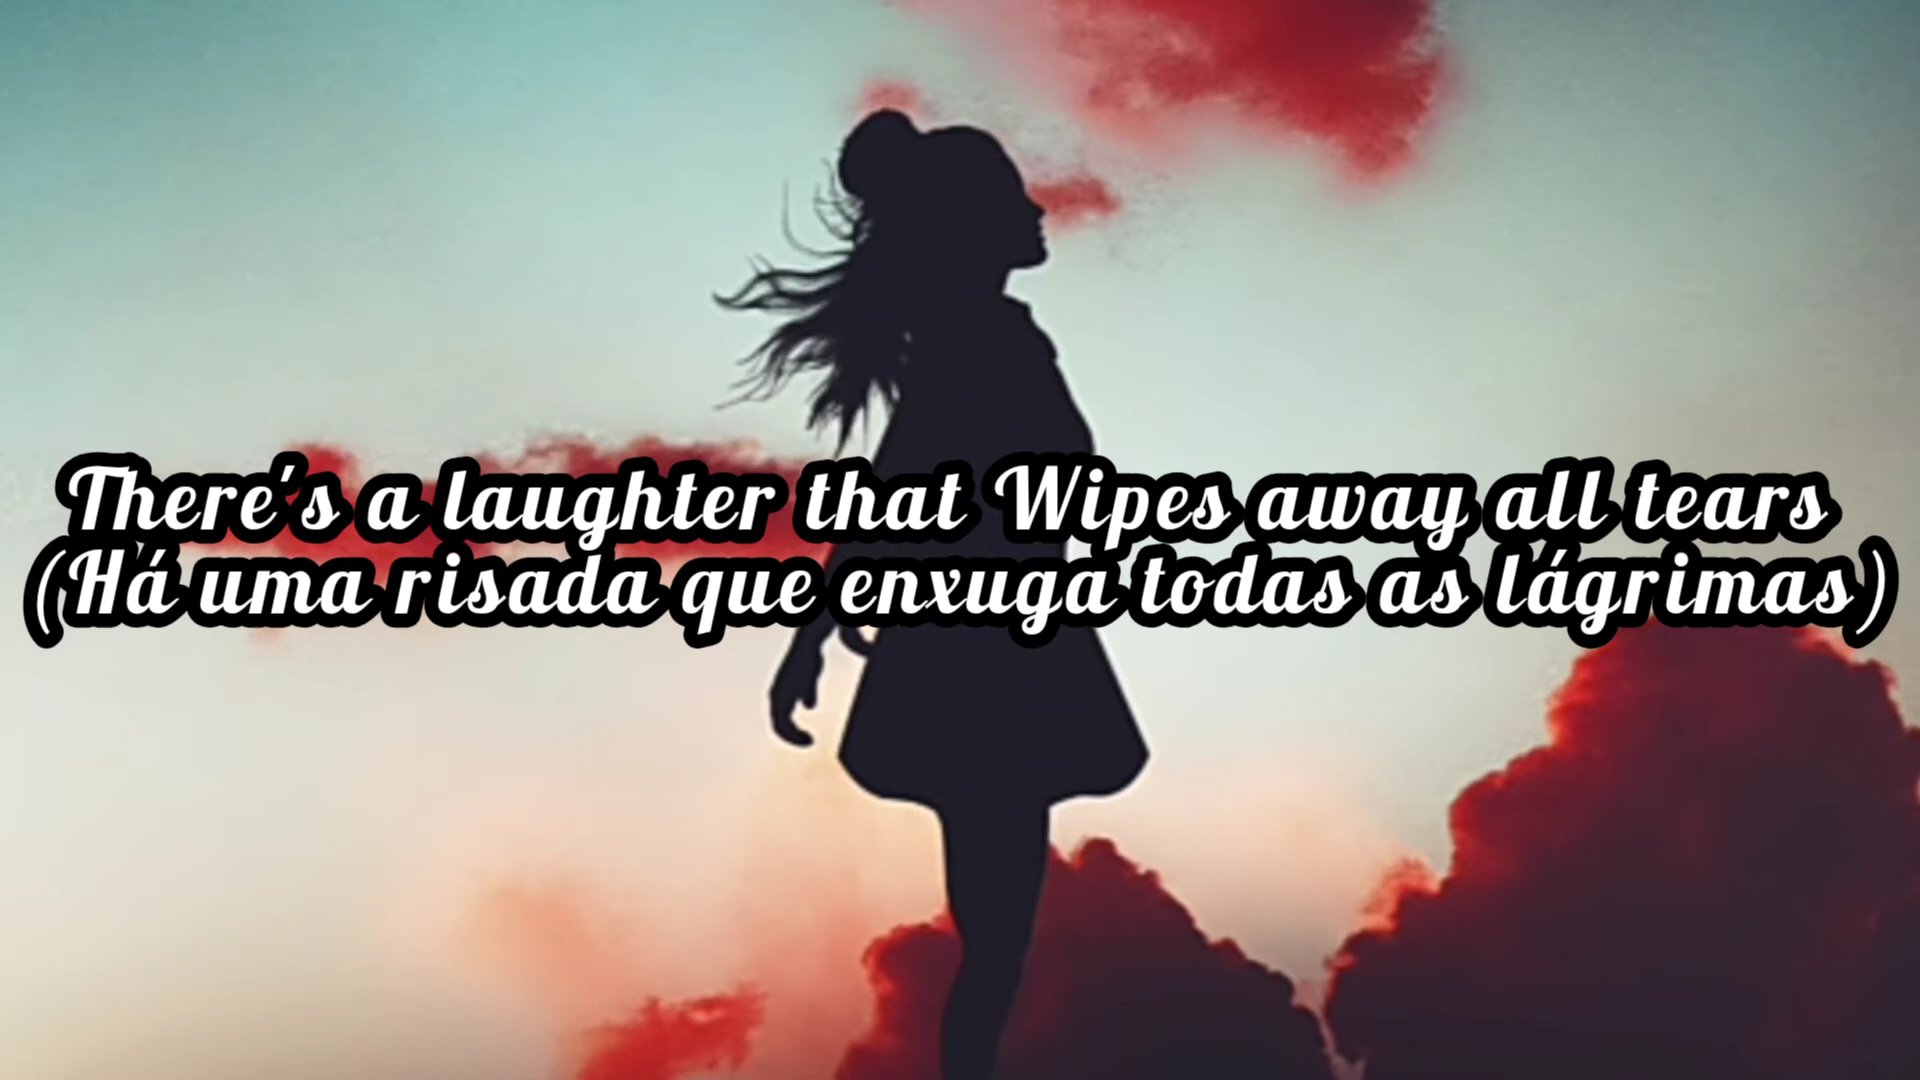 There's a laughter that Wipes away all tears
(Há uma risada que enxuga todas as lágrimas)